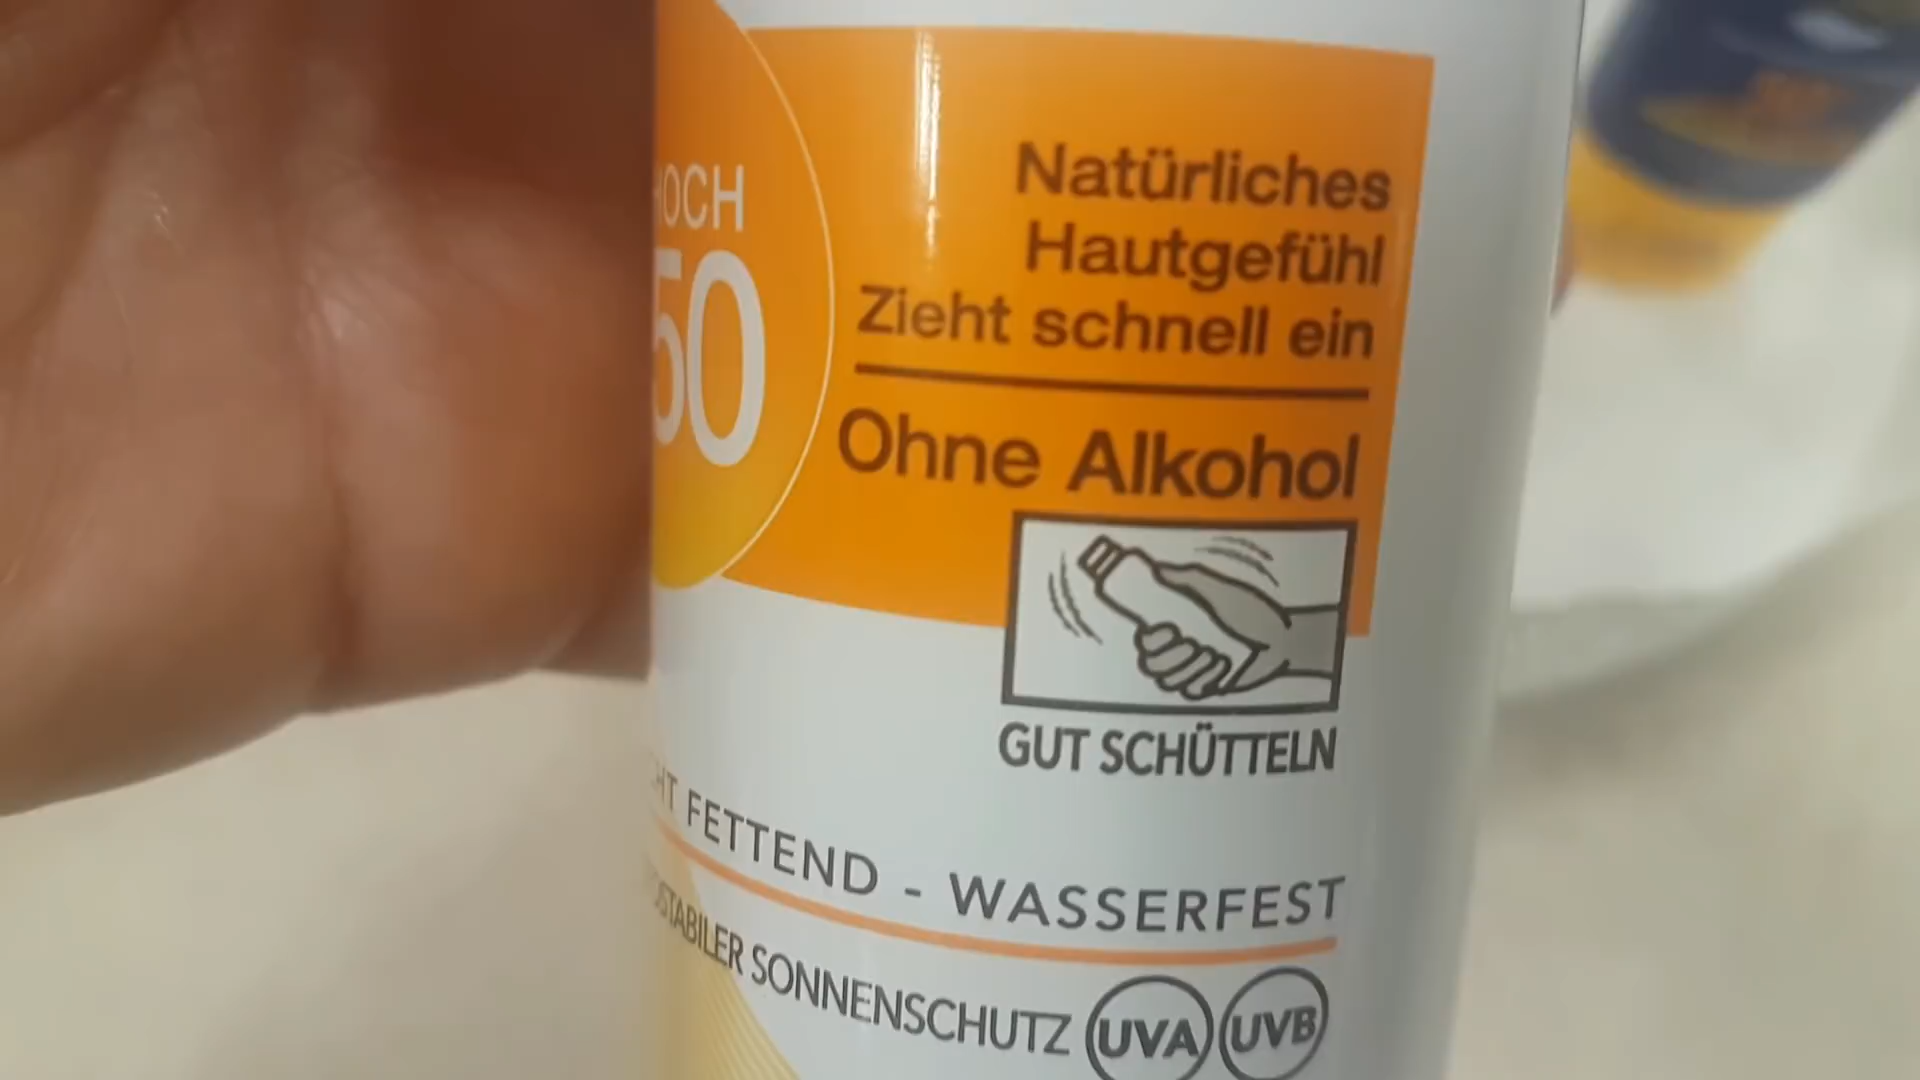 HOCH
50
Natürliches
Hautgefühl
Zieht schnell ein
Ohne Alkohol
GUT SCHÜTTELN
FETTEND - WASSERFEST
SONNENSCHUTZ UVA UVB